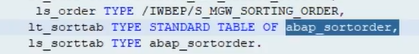 ls_order TYPE /IWBEP/S_MGW_SORTING_ORDER,
lt_sorttab TYPE STANDARD TABLE OF abap_sortorder,
ls_sorttab TYPE abap_sortorder.